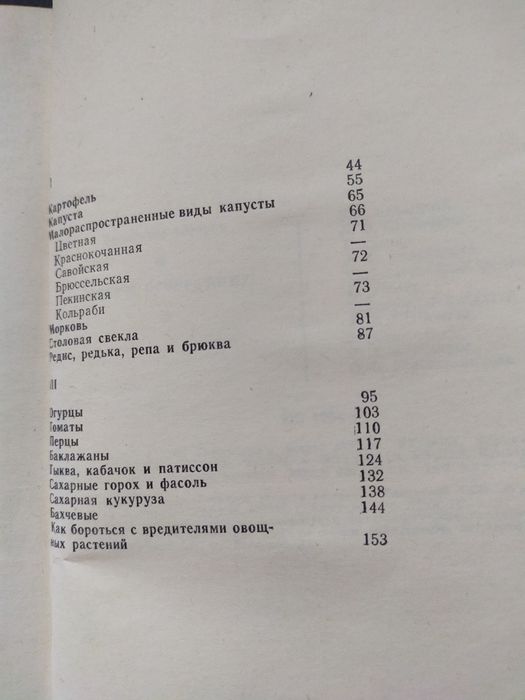 I
Картофель 44
Капуста 55
Малораспространенные виды капусты 65
Цветная 66
Краснокочанная 71
Савойская —
Брюссельская 72
Пекинская —
Кольраби 73
Морковь —
Столовая свекла 81
Редис, редька, репа и брюква 87
III
Огурцы 95
Томаты 103
Перцы 110
Баклажаны 117
Тыква, кабачок и патиссон 124
Сахарные горох и фасоль 132
Сахарная кукуруза 138
Бахчевые 144
Как бороться с вредителями овощ-
ных растений 153